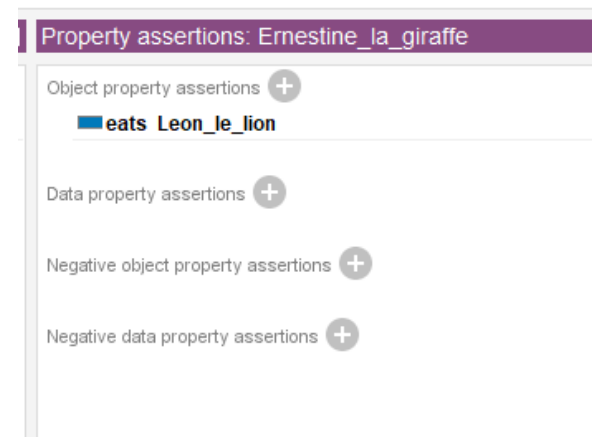 Property assertions: Ernestine_la_giraffe
Object property assertions
eats Leon_le_lion
Data property assertions
Negative object property assertions
Negative data property assertions